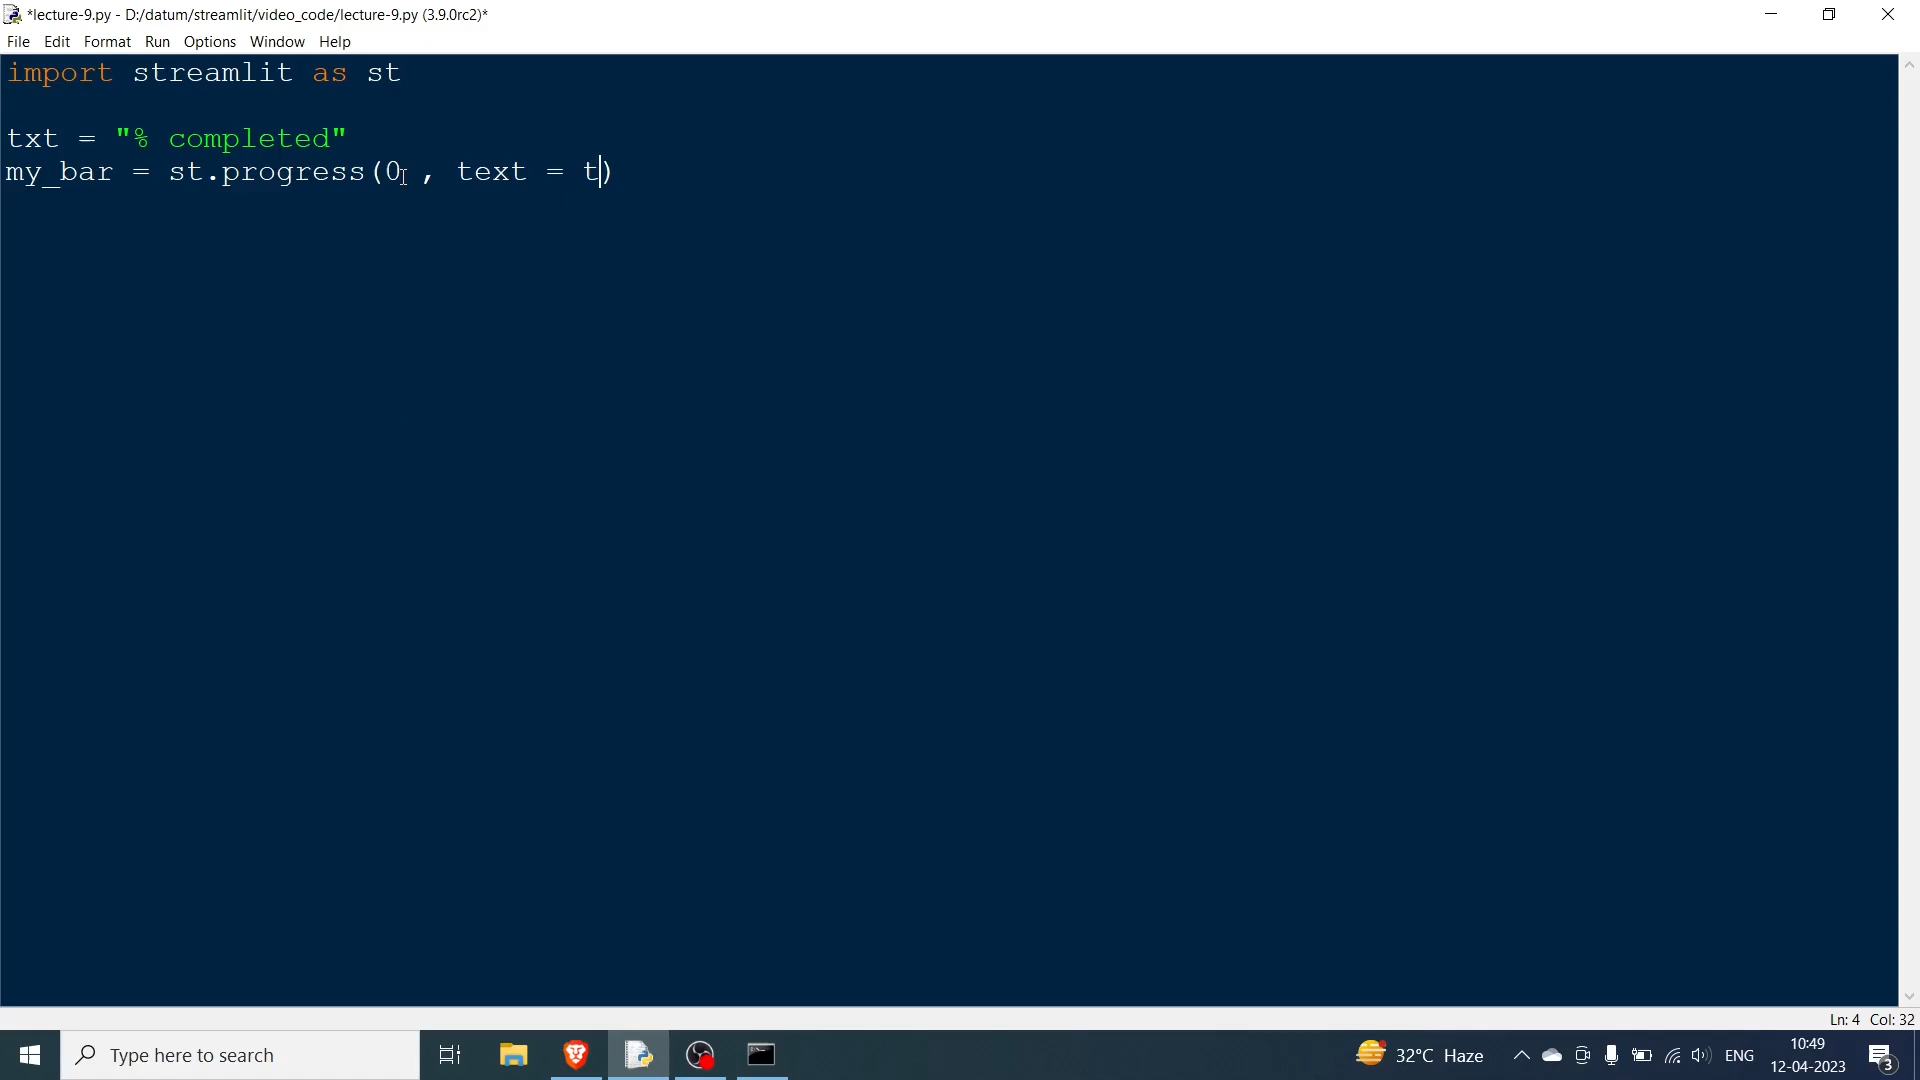 *lecture-9.py - D:/datum/streamlit/video_code/lecture-9.py (3.9.0rc2)*
File Edit Format Run Options Window Help
import streamlit as st
txt = "% completed"
my_bar = st.progress(0 , text = t)
Ln: 4 Col: 32
Type here to search
32°C Haze
ENG
10:49
12-04-2023
3